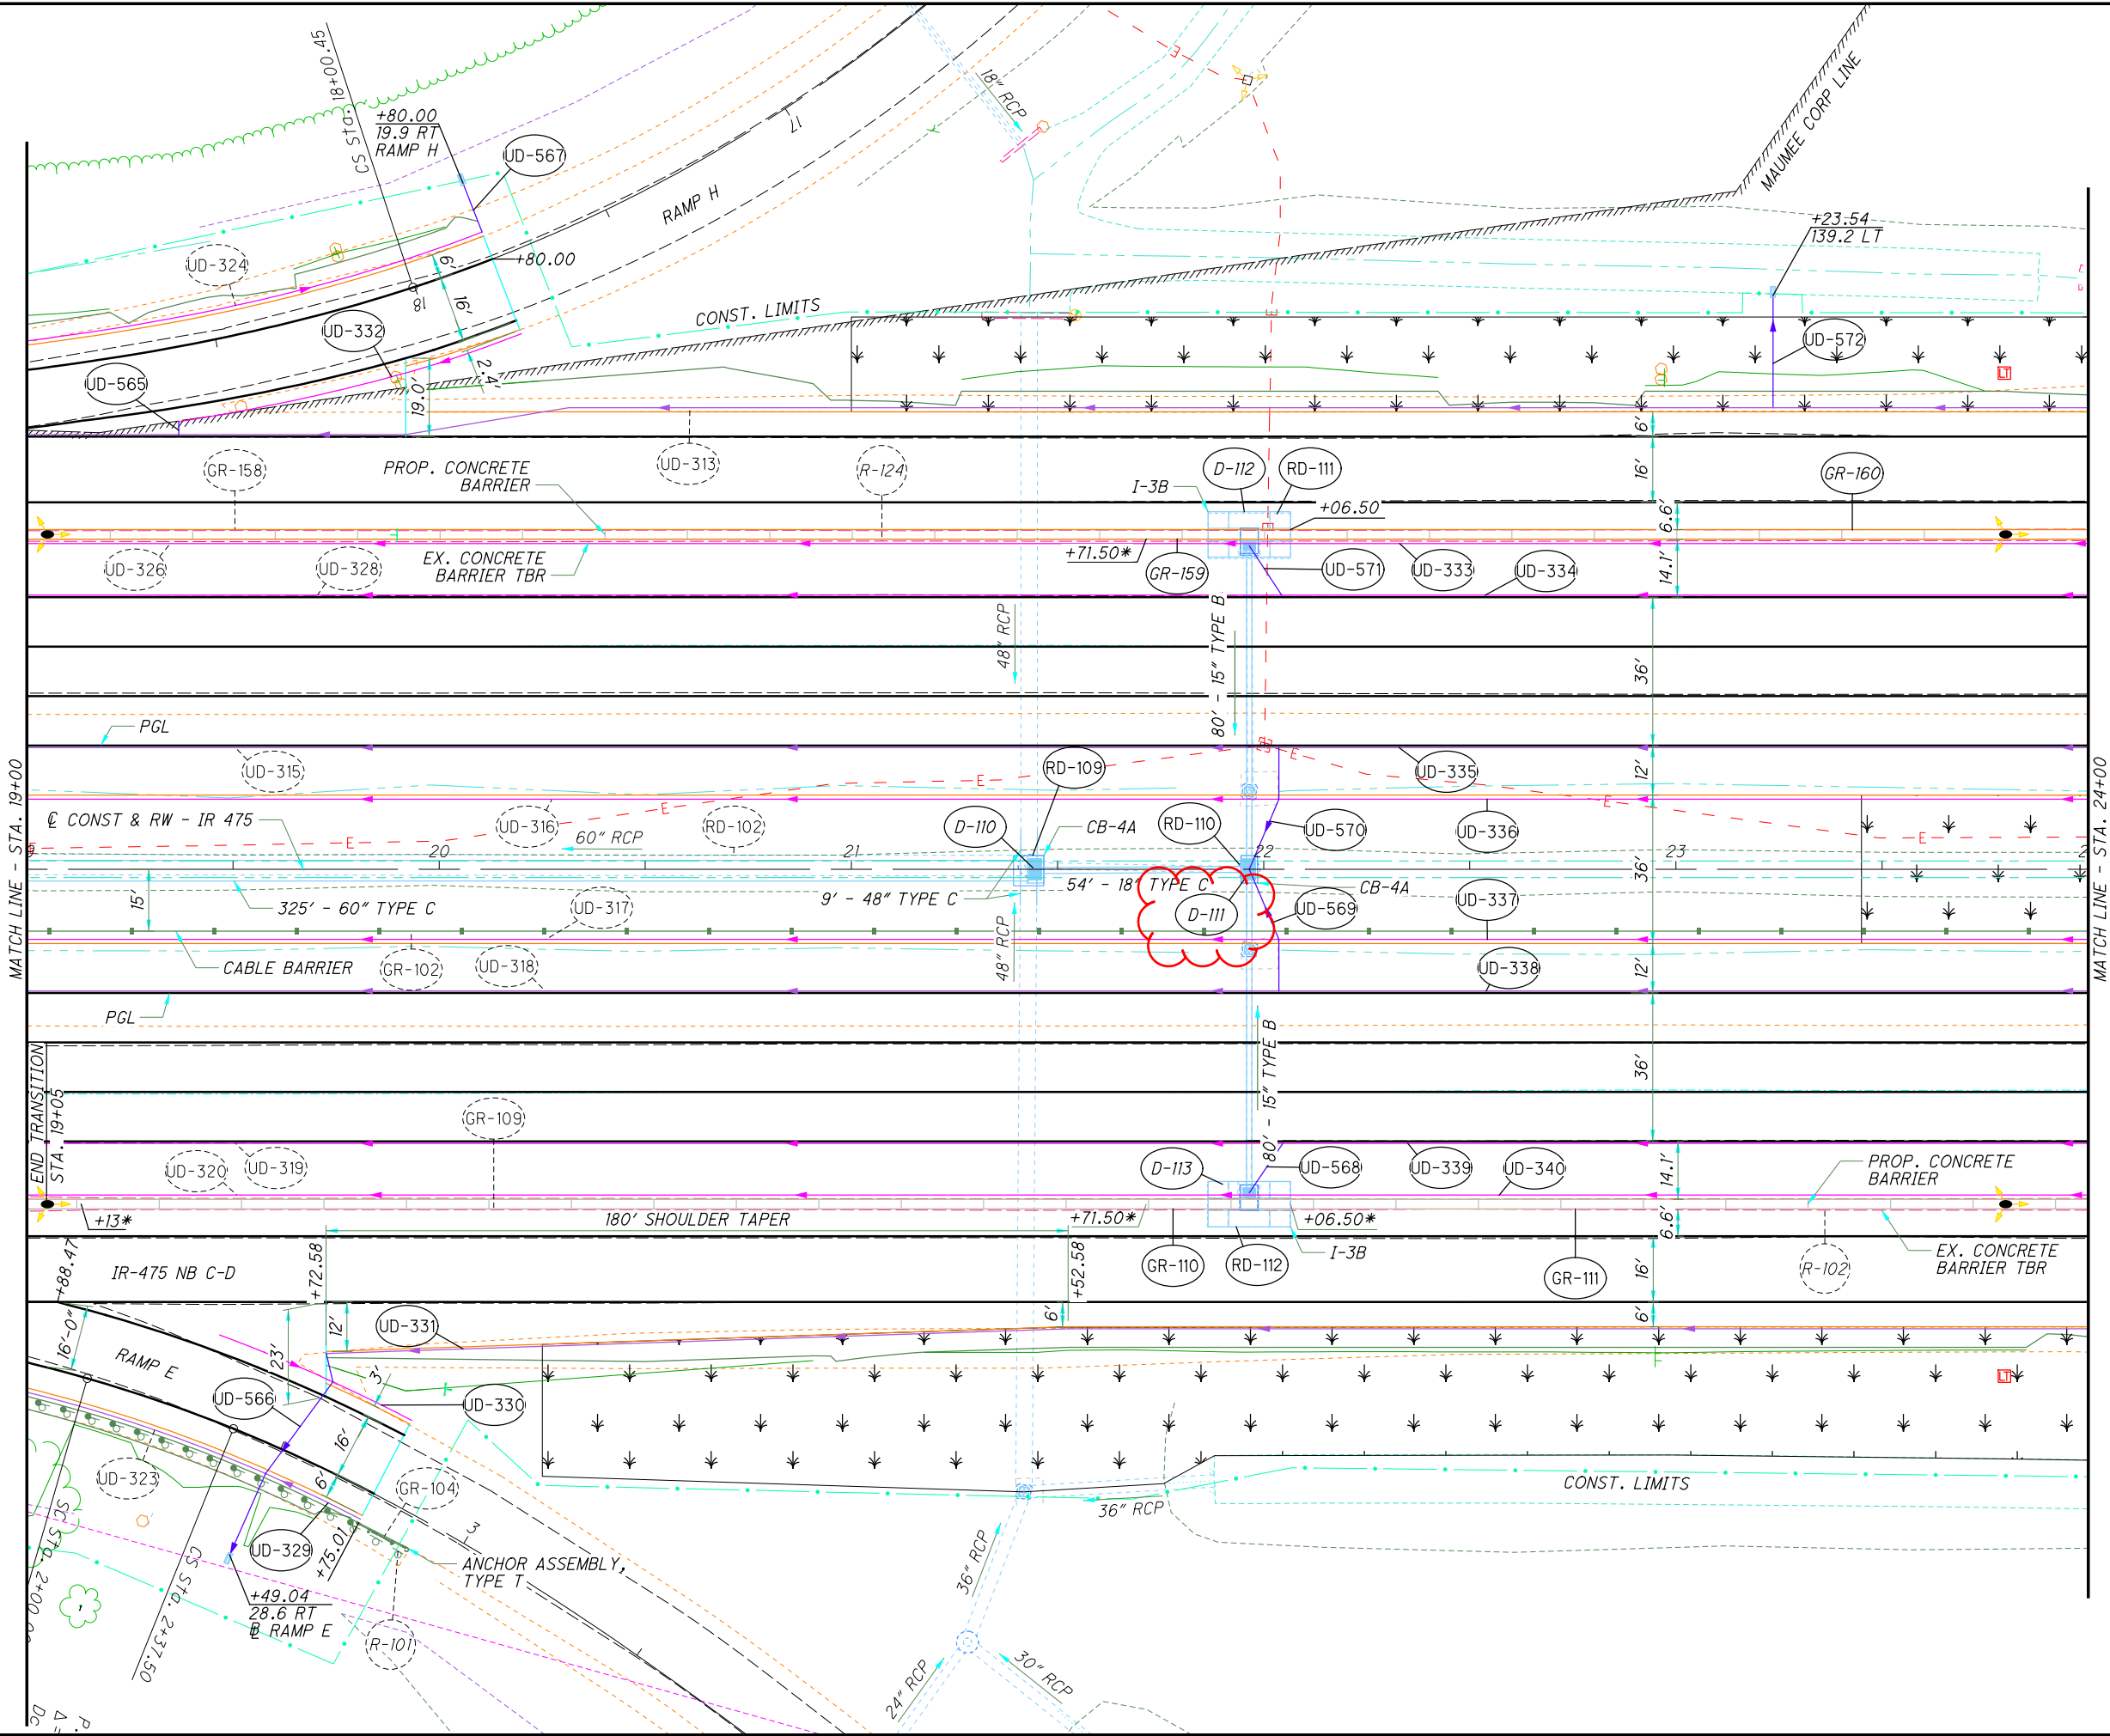 CS Sta. 18+00.45
+80.00
19.9 RT
RAMP H
UD-567
18" RCP
MAUMEE CORP LINE
17
RAMP H
UD-324
+80.00
+23.54
139.2 LT
6'
16'
18
CONST. LIMITS
UD-332
UD-572
2.4'
UD-565
19.0'
LT
6'
GR-158
PROP. CONCRETE
BARRIER
UD-313
R-124
D-112
RD-111
16'
GR-160
I-3B
+06.50
6.6'
UD-326
UD-328
EX. CONCRETE
BARRIER TBR
+71.50*
GR-159
UD-571
UD-333
UD-334
14.1'
48" RCP
80' - 15" TYPE B
36'
PGL
UD-315
RD-109
E
E
UD-335
12'
MATCH LINE - STA. 19+00
MATCH LINE - STA. 24+00
℄ CONST & RW - IR 475
E
E
UD-316
RD-102
D-110
CB-4A
RD-110
UD-570
UD-336
E
E
60" RCP
20
21
22
23
15'
325' - 60" TYPE C
UD-317
9' - 48" TYPE C
54' - 18" TYPE C
CB-4A
D-111
UD-569
UD-337
36'
CABLE BARRIER
GR-102
UD-318
48" RCP
UD-338
12'
PGL
END TRANSITION
STA. 19+05
80' - 15" TYPE B
36'
GR-109
UD-320
UD-319
D-113
UD-568
UD-339
UD-340
14.1'
PROP. CONCRETE
BARRIER
+13*
180' SHOULDER TAPER
+71.50*
+06.50*
6.6'
+88.47
IR-475 NB C-D
+72.58
+52.58
GR-110
RD-112
I-3B
GR-111
16'
R-102
EX. CONCRETE
BARRIER TBR
16'-0"
23'
12'
UD-331
6'
6'
RAMP E
3'
LT
UD-566
UD-330
16'
UD-323
6'
GR-104
CONST. LIMITS
36" RCP
SC Sta. 2+00.00
CS Sta. 2+37.50
UD-329
+75.01
3
ANCHOR ASSEMBLY,
TYPE T
36" RCP
1
+49.04
28.6 RT
℄ RAMP E
R-101
24" RCP
30" RCP
P.
Δ =
Dc